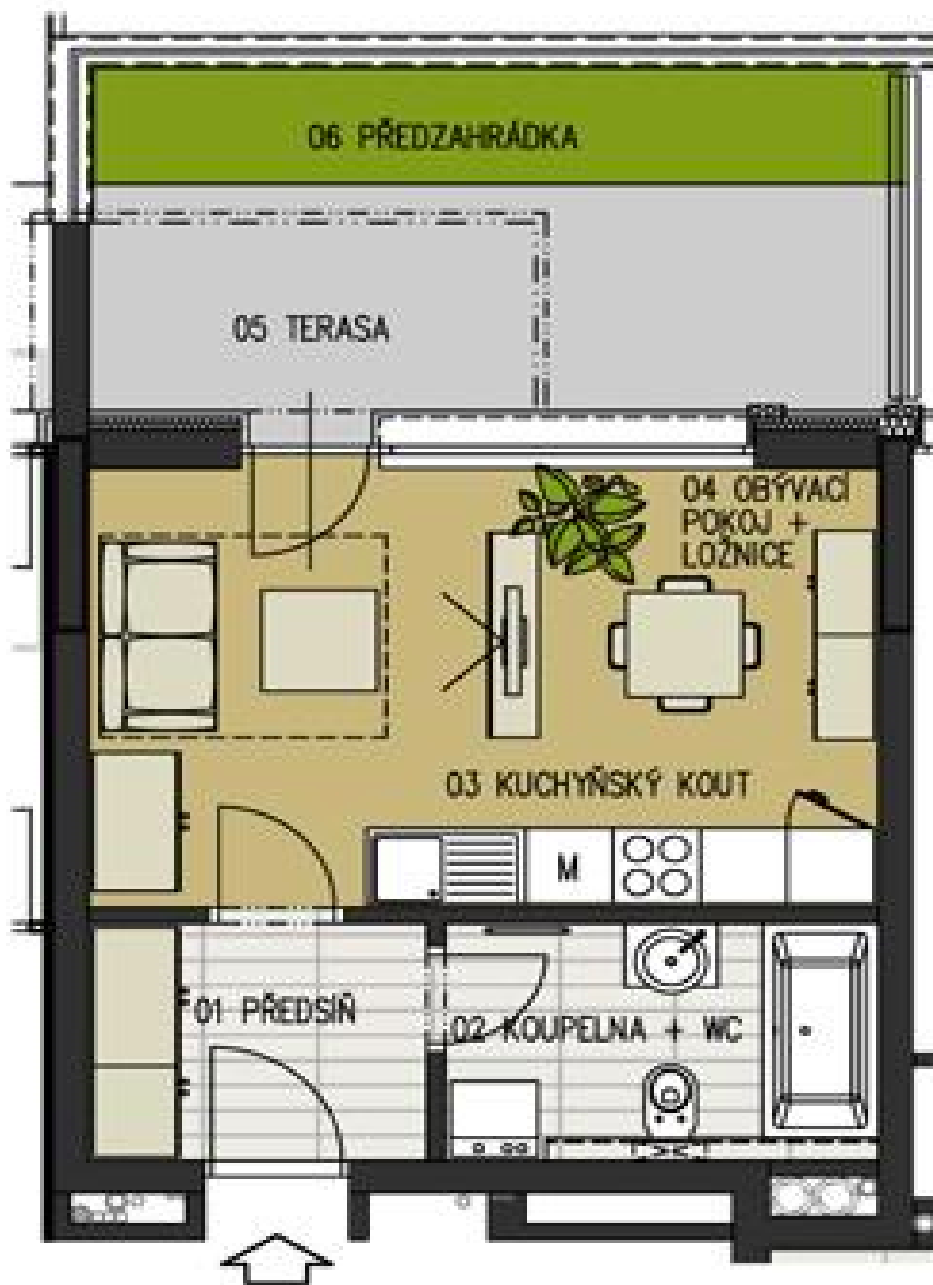 06 PŘEDZAHRÁDKA
05 TERASA
04 OBÝVACÍ
POKOJ +
LOŽNICE
03 KUCHYŇSKÝ KOUT
M
01 PŘEDSÍŇ
02 KOUPELNA + WC